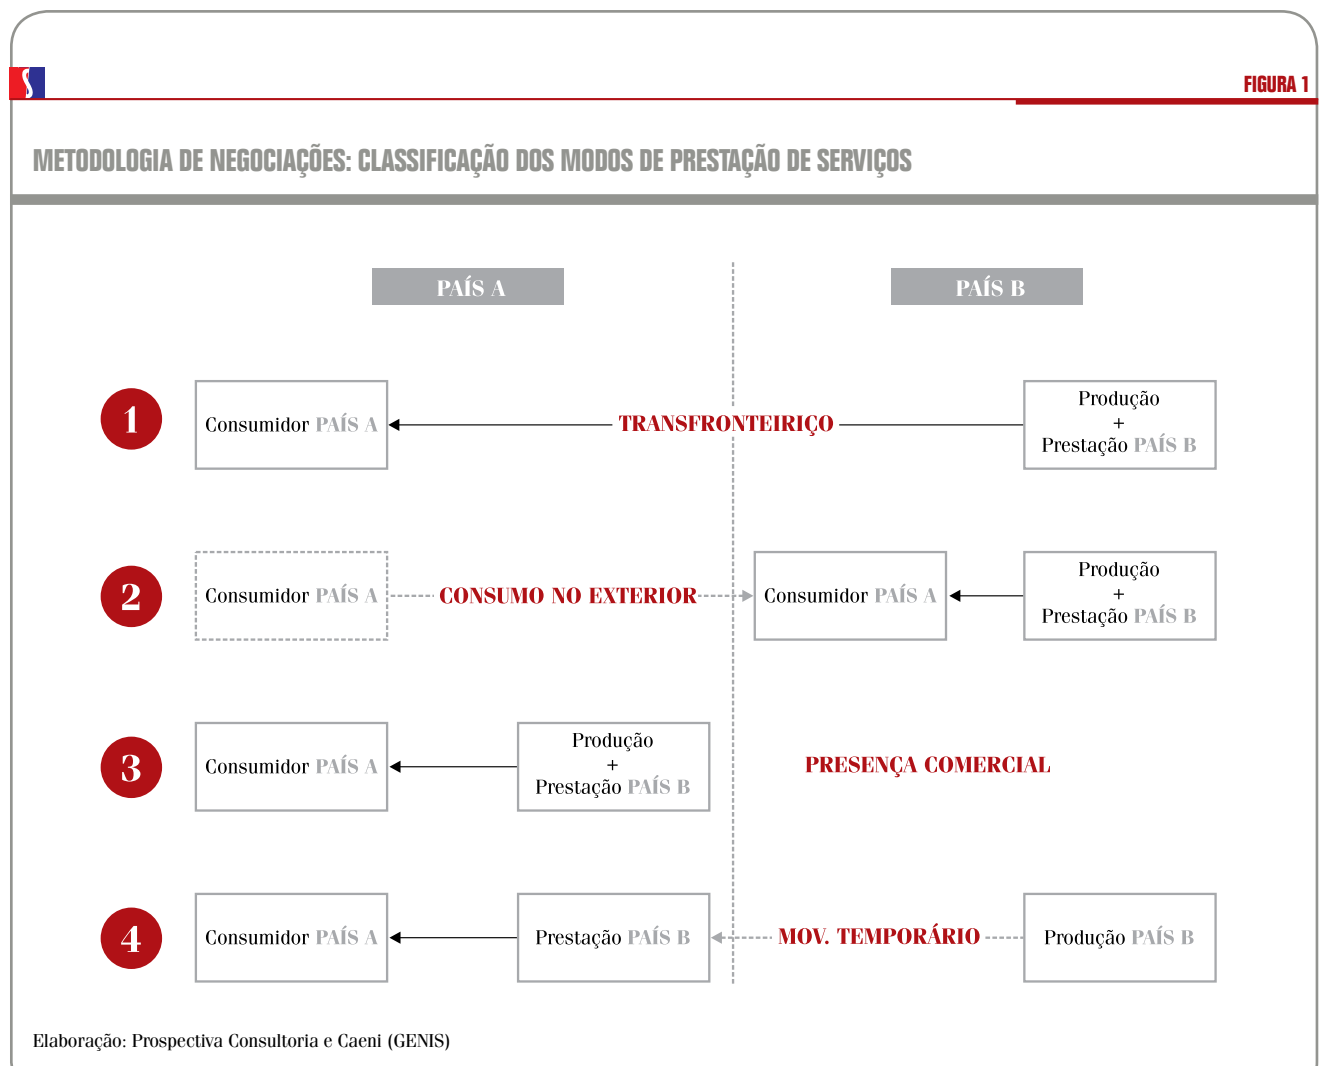 FIGURA 1
METODOLOGIA DE NEGOCIAÇÕES: CLASSIFICAÇÃO DOS MODOS DE PRESTAÇÃO DE SERVIÇOS
PAÍS A
PAÍS B
1
Consumidor PAÍS A
TRANSFRONTEIRIÇO
Produção
+
Prestação PAÍS B
2
Consumidor PAÍS A
CONSUMO NO EXTERIOR
Consumidor PAÍS A
Produção
+
Prestação PAÍS B
3
Consumidor PAÍS A
Produção
+
Prestação PAÍS B
PRESENÇA COMERCIAL
4
Consumidor PAÍS A
Prestação PAÍS B
MOV. TEMPORÁRIO
Produção PAÍS B
Elaboração: Prospectiva Consultoria e Caeni (GENIS)